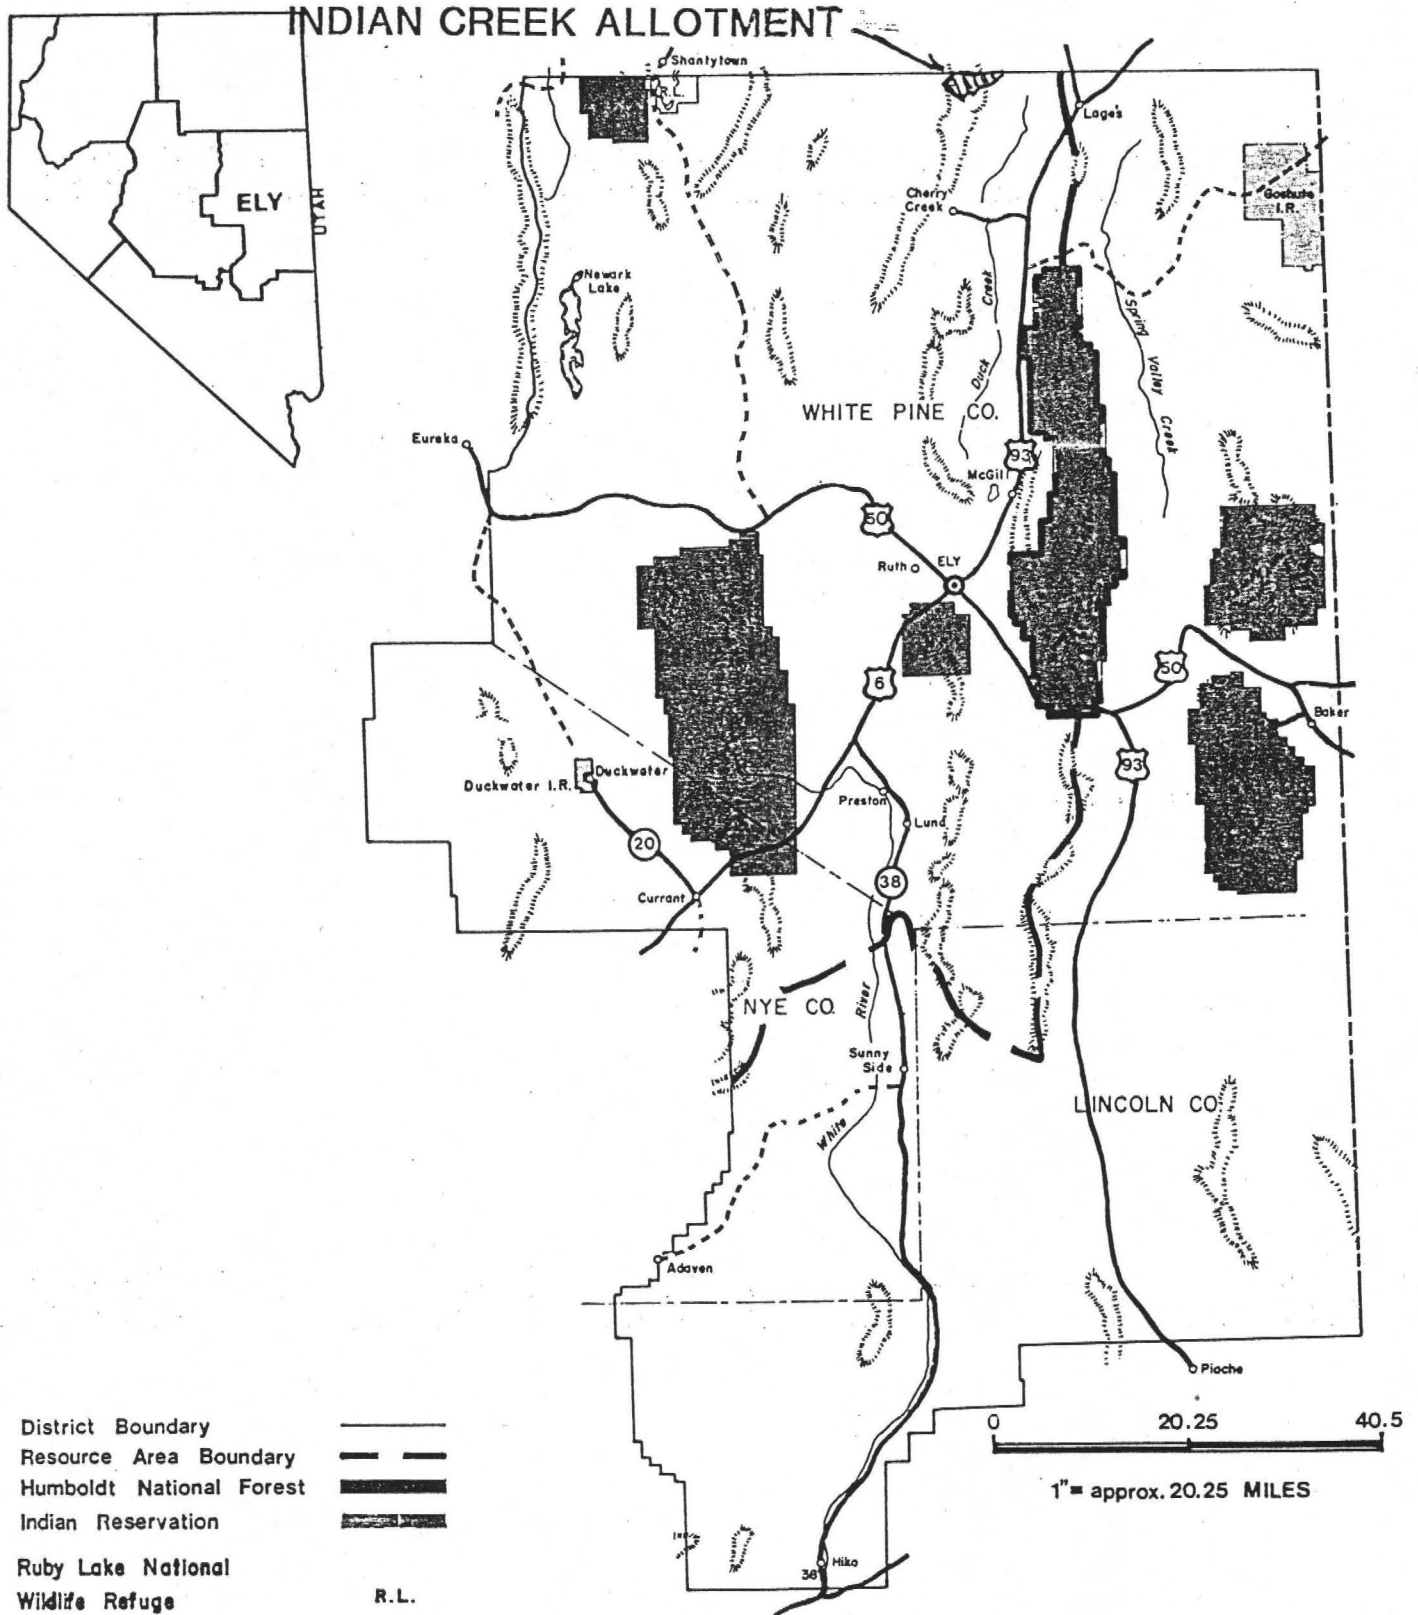 INDIAN CREEK ALLOTMENT
ELY
UTAH
Shantytown
R.L.
Lage's
Cherry
Creek
Goshute
I.R.
Newark
Lake
Duck Creek
Spring Valley Creek
WHITE PINE CO.
Eureka
93
McGill
50
Ruth
ELY
6
50
Baker
93
Duckwater
Duckwater I.R.
Preston
Lund
20
38
Currant
NYE CO.
White River
Sunny
Side
LINCOLN CO.
Adaven
Pioche
0 20.25 40.5
1"= approx. 20.25 MILES
Hiko
38
District Boundary
Resource Area Boundary
Humboldt National Forest
Indian Reservation
Ruby Lake National
Wildlife Refuge R.L.